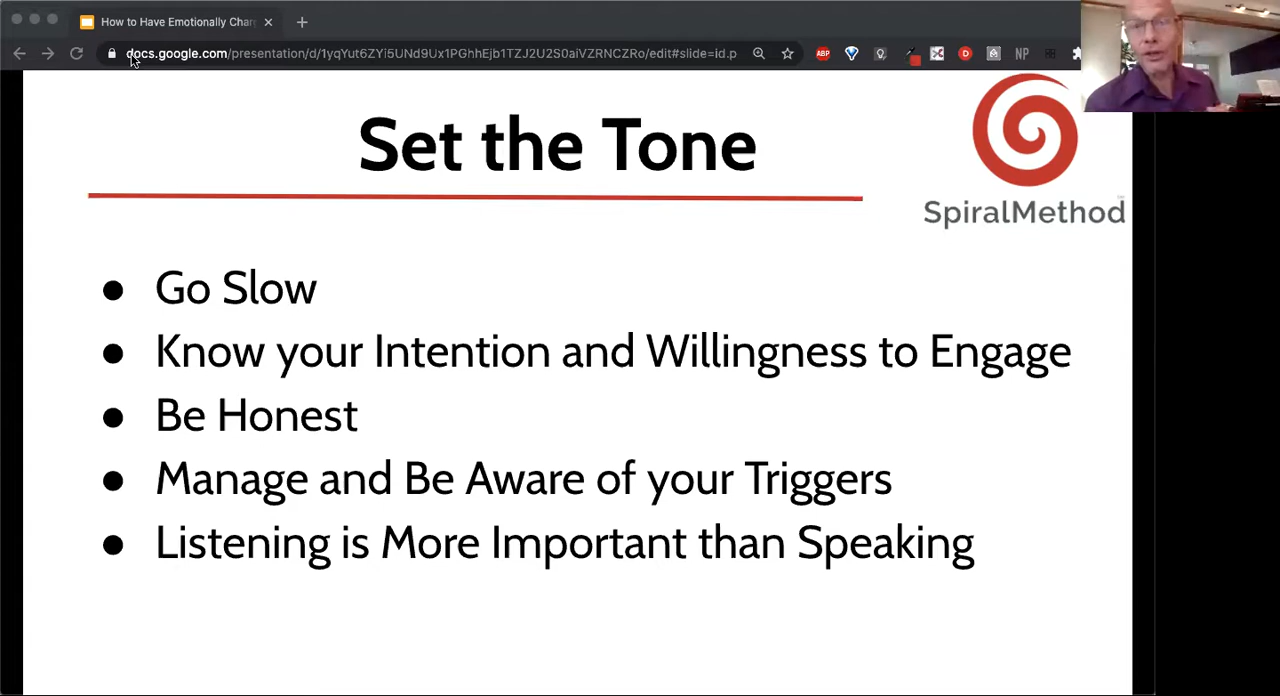 How to Have Emotionally Char
docs.google.com/presentation/d/1yqYut6ZYi5UNd9Ux1PGhhEjb1TZJ2U2S0aiVZRNCZRo/edit#slide=id.p
ABP
D
NP
Set the Tone
SpiralMethod
● Go Slow
● Know your Intention and Willingness to Engage
● Be Honest
● Manage and Be Aware of your Triggers
● Listening is More Important than Speaking